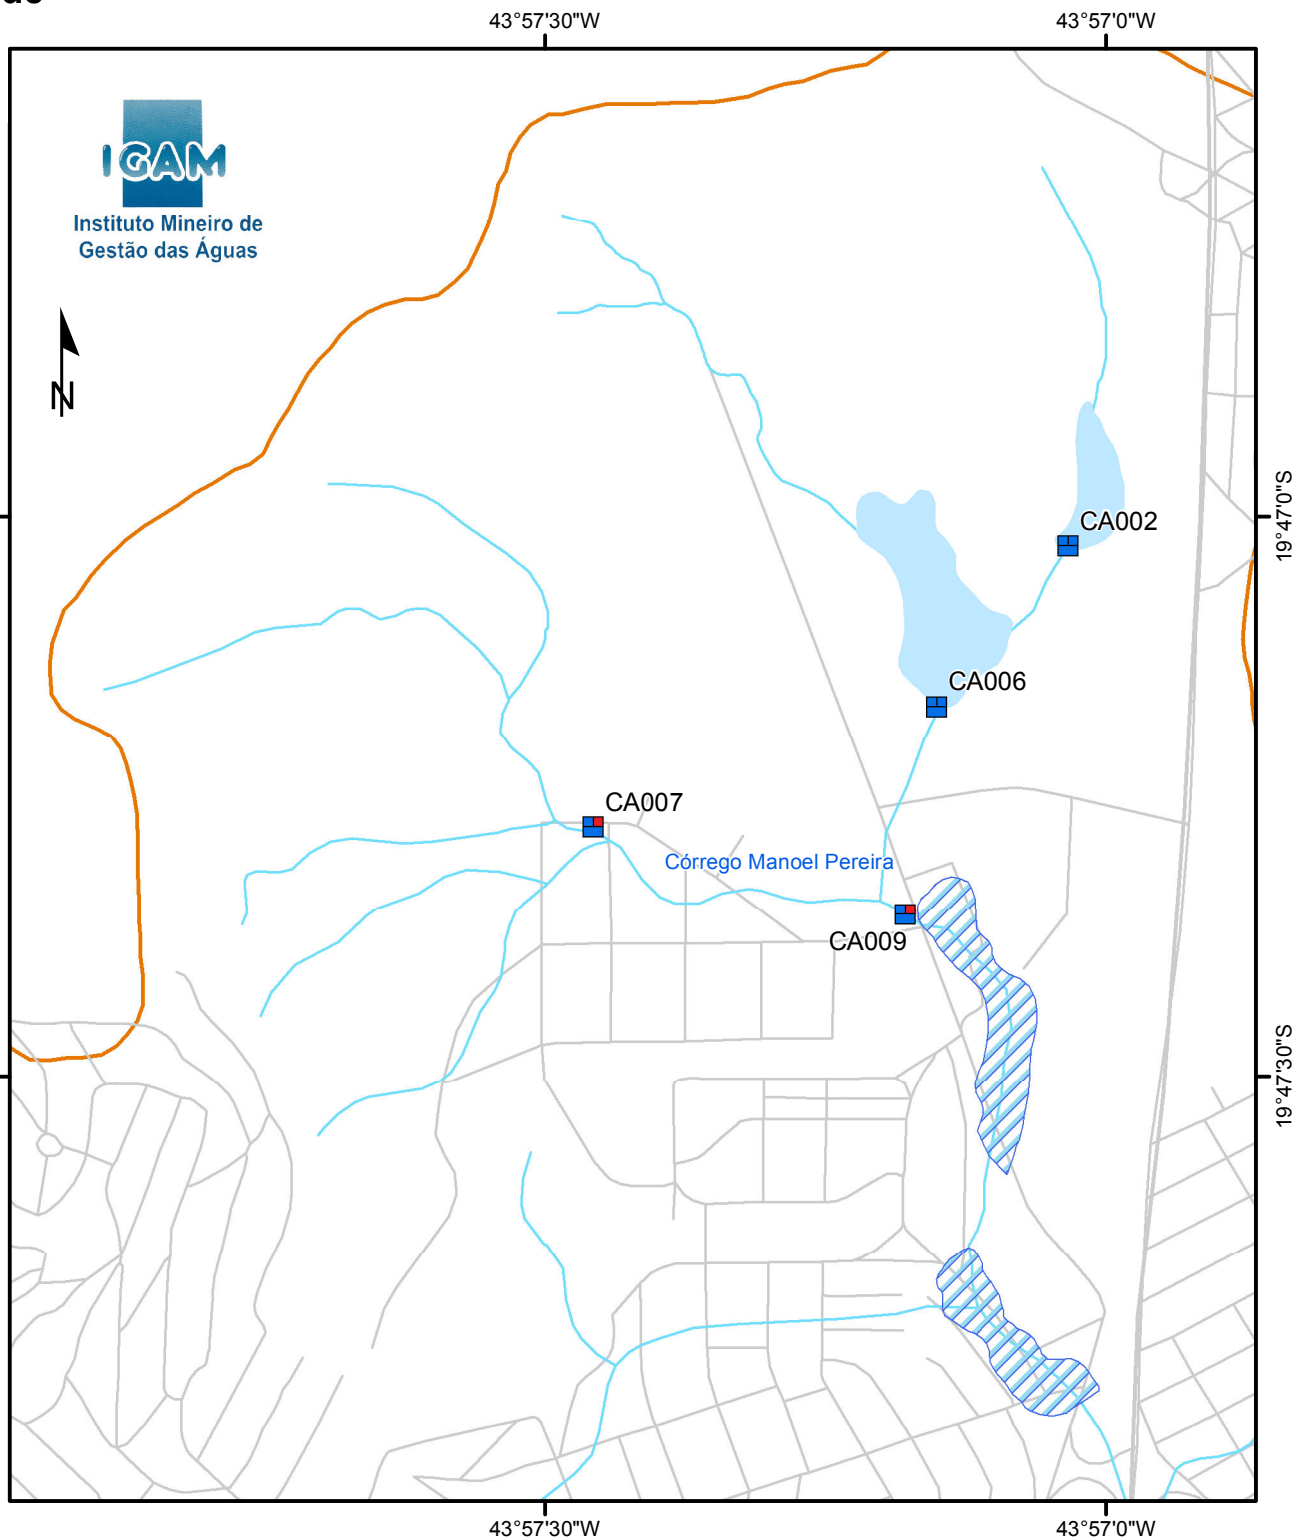 43°57'30"W
43°57'0"W
IGAM
Instituto Mineiro de
Gestão das Águas
N
19°47'0"S
CA002
CA006
CA007
Córrego Manoel Pereira
CA009
19°47'30"S
43°57'30"W
43°57'0"W